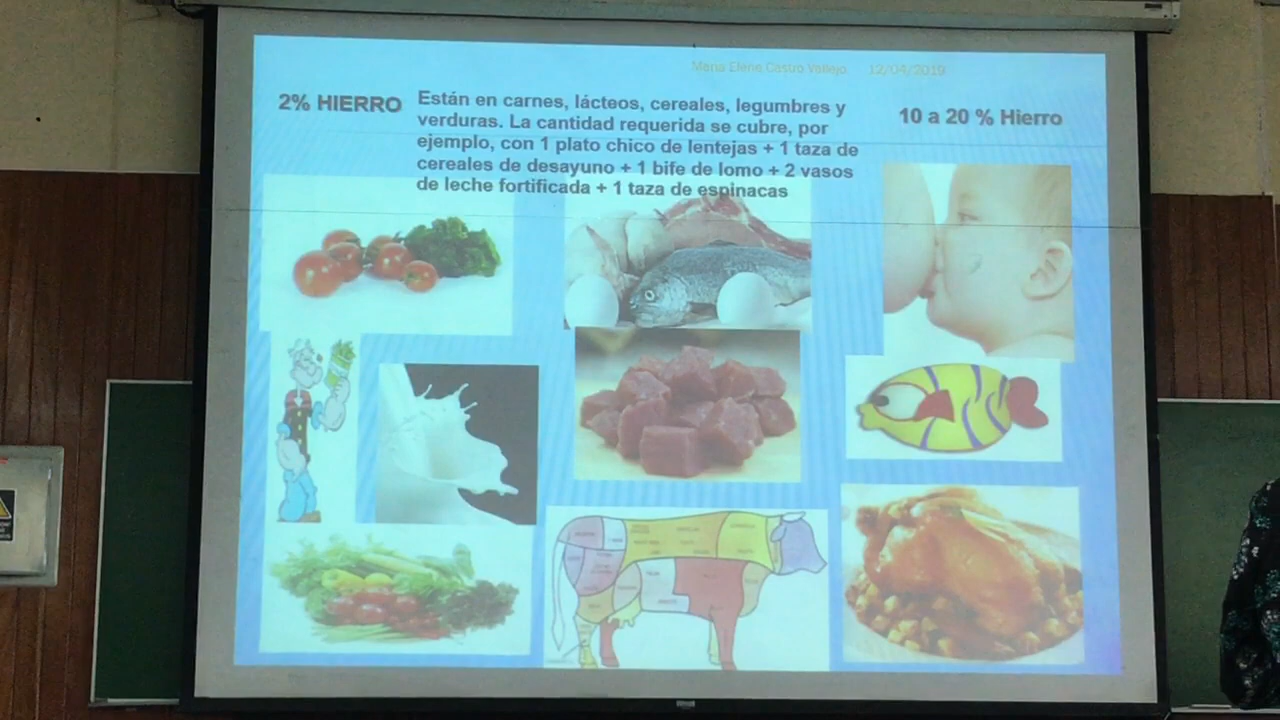 Maria Elena Castro Vallejo 12/04/2019
2% HIERRO
Están en carnes, lácteos, cereales, legumbres y
verduras. La cantidad requerida se cubre, por
ejemplo, con 1 plato chico de lentejas + 1 taza de
cereales de desayuno + 1 bife de lomo + 2 vasos
de leche fortificada + 1 taza de espinacas
10 a 20 % Hierro